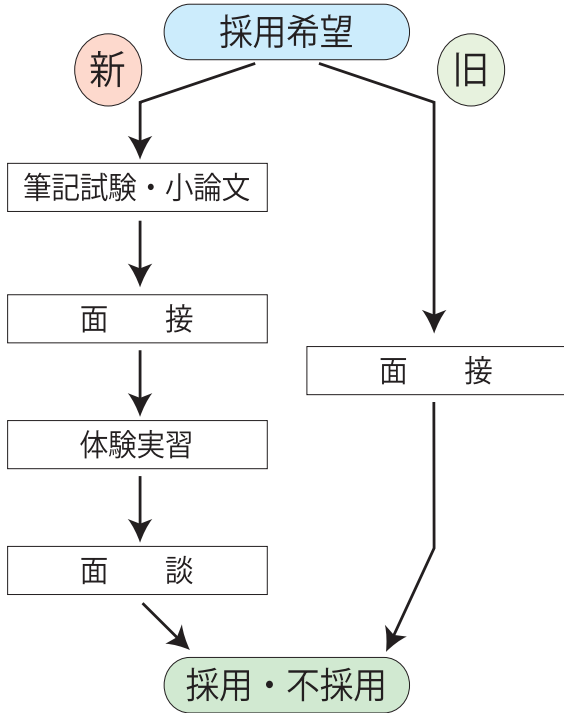 採用希望
新
旧
筆記試験・小論文
面　接
面　接
体験実習
面　談
採用・不採用